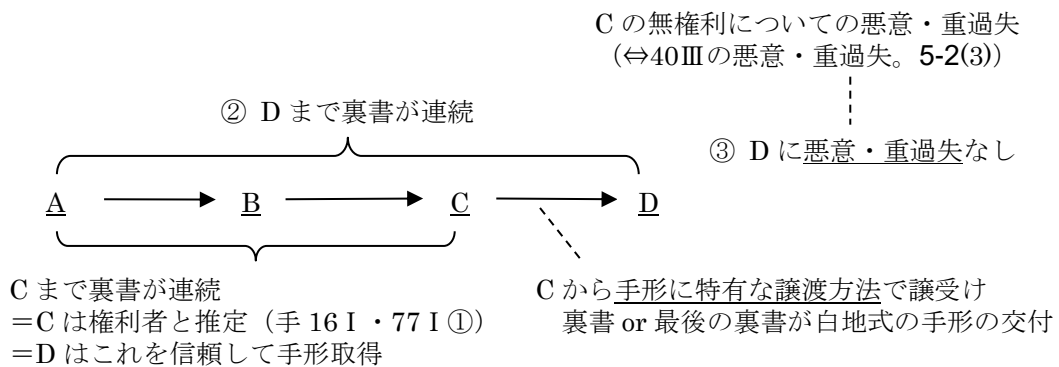 C の無権利についての悪意・重過失
(⇔40Ⅲの悪意・重過失。5-2(3))
② D まで裏書が連続
③ D に悪意・重過失なし
A B C D
C まで裏書が連続
=C は権利者と推定(手 16Ⅰ・77Ⅰ①)
=D はこれを信頼して手形取得
C から手形に特有な譲渡方法で譲受け
裏書 or 最後の裏書が白地式の手形の交付